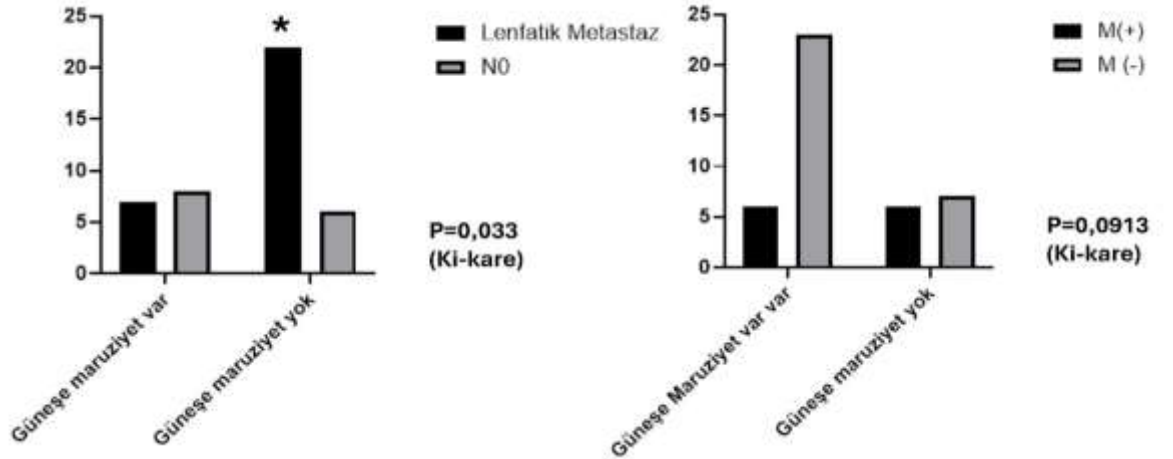 25
20
15
10
5
0
*
Lenfatik Metastaz
N0
P=0,033
(Ki-kare)
Güneşe maruziyet var
Güneşe maruziyet yok
25
20
15
10
5
0
M(+)
M (-)
P=0,0913
(Ki-kare)
Güneşe Maruziyet var var
Güneşe maruziyet yok